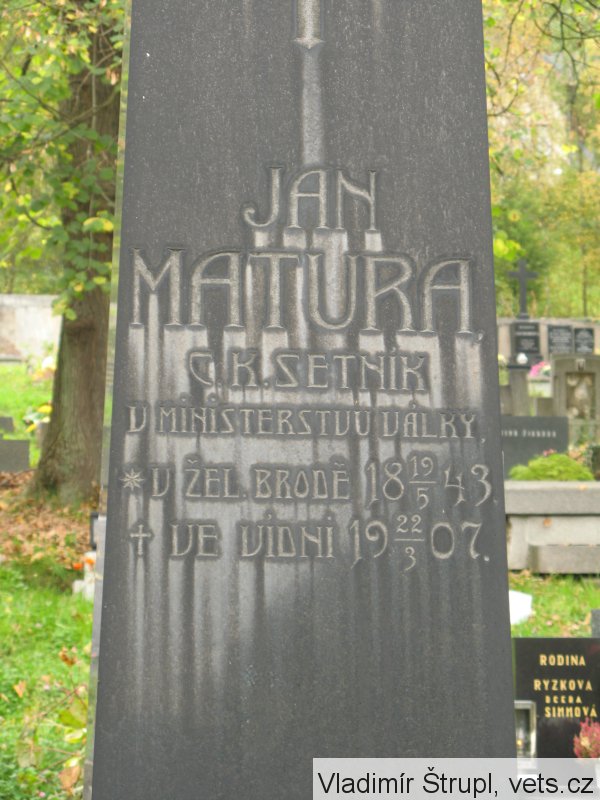 JAN
MATURA,
C. K. SETNÍK
V MINISTERSTVU VÁLKY,
* V ŽEL. BRODĚ 18 19/5 43.
✝ VE VÍDNI 19 22/3 07.
RODINA
RYZKOVA
DCERA
SIMMOVÁ
Vladimír Štrupl, vets.cz